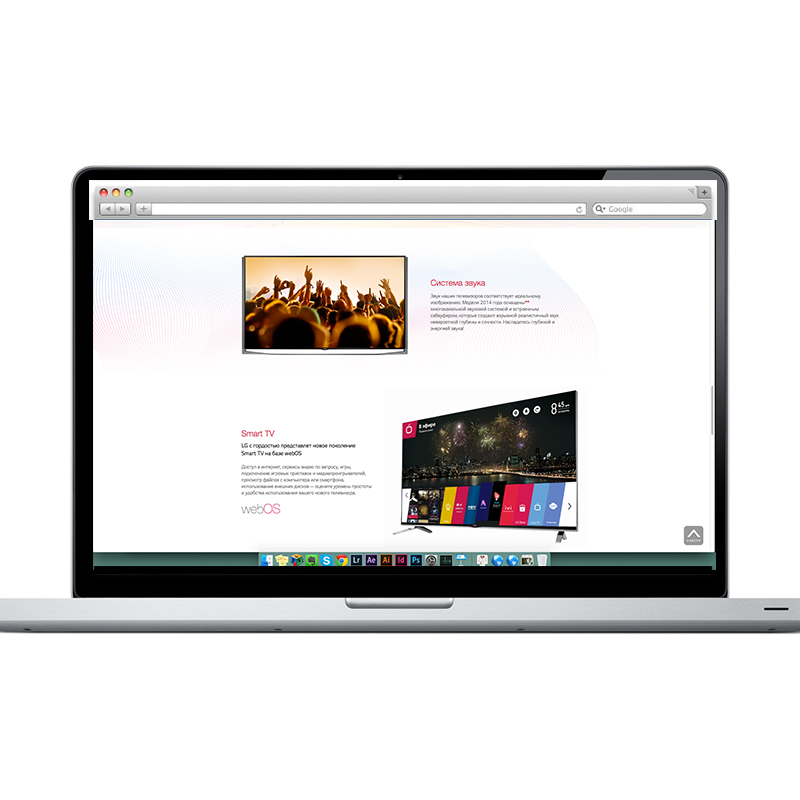 Google
Система звука
Звук наших телевизоров соответствует идеальному
изображению. Модели 2014 года оснащены**
многоканальной звуковой системой и встроенным
сабвуфером, которые создают взрывной реалистичный звук
невероятной глубины и сочности. Насладитесь глубиной и
энергией звука!
Smart TV
LG с гордостью представляет новое поколение
Smart TV на базе webOS
Доступ в интернет, сервисы видео по запросу, игры,
подключение игровых приставок и медиапроигрывателей,
просмотр файлов с компьютера или смартфона,
использование внешних дисков — оцените уровень простоты
и удобства использования вашего нового телевизора.
webOS
В эфире
8:45
Lr Ae Ai Id Ps